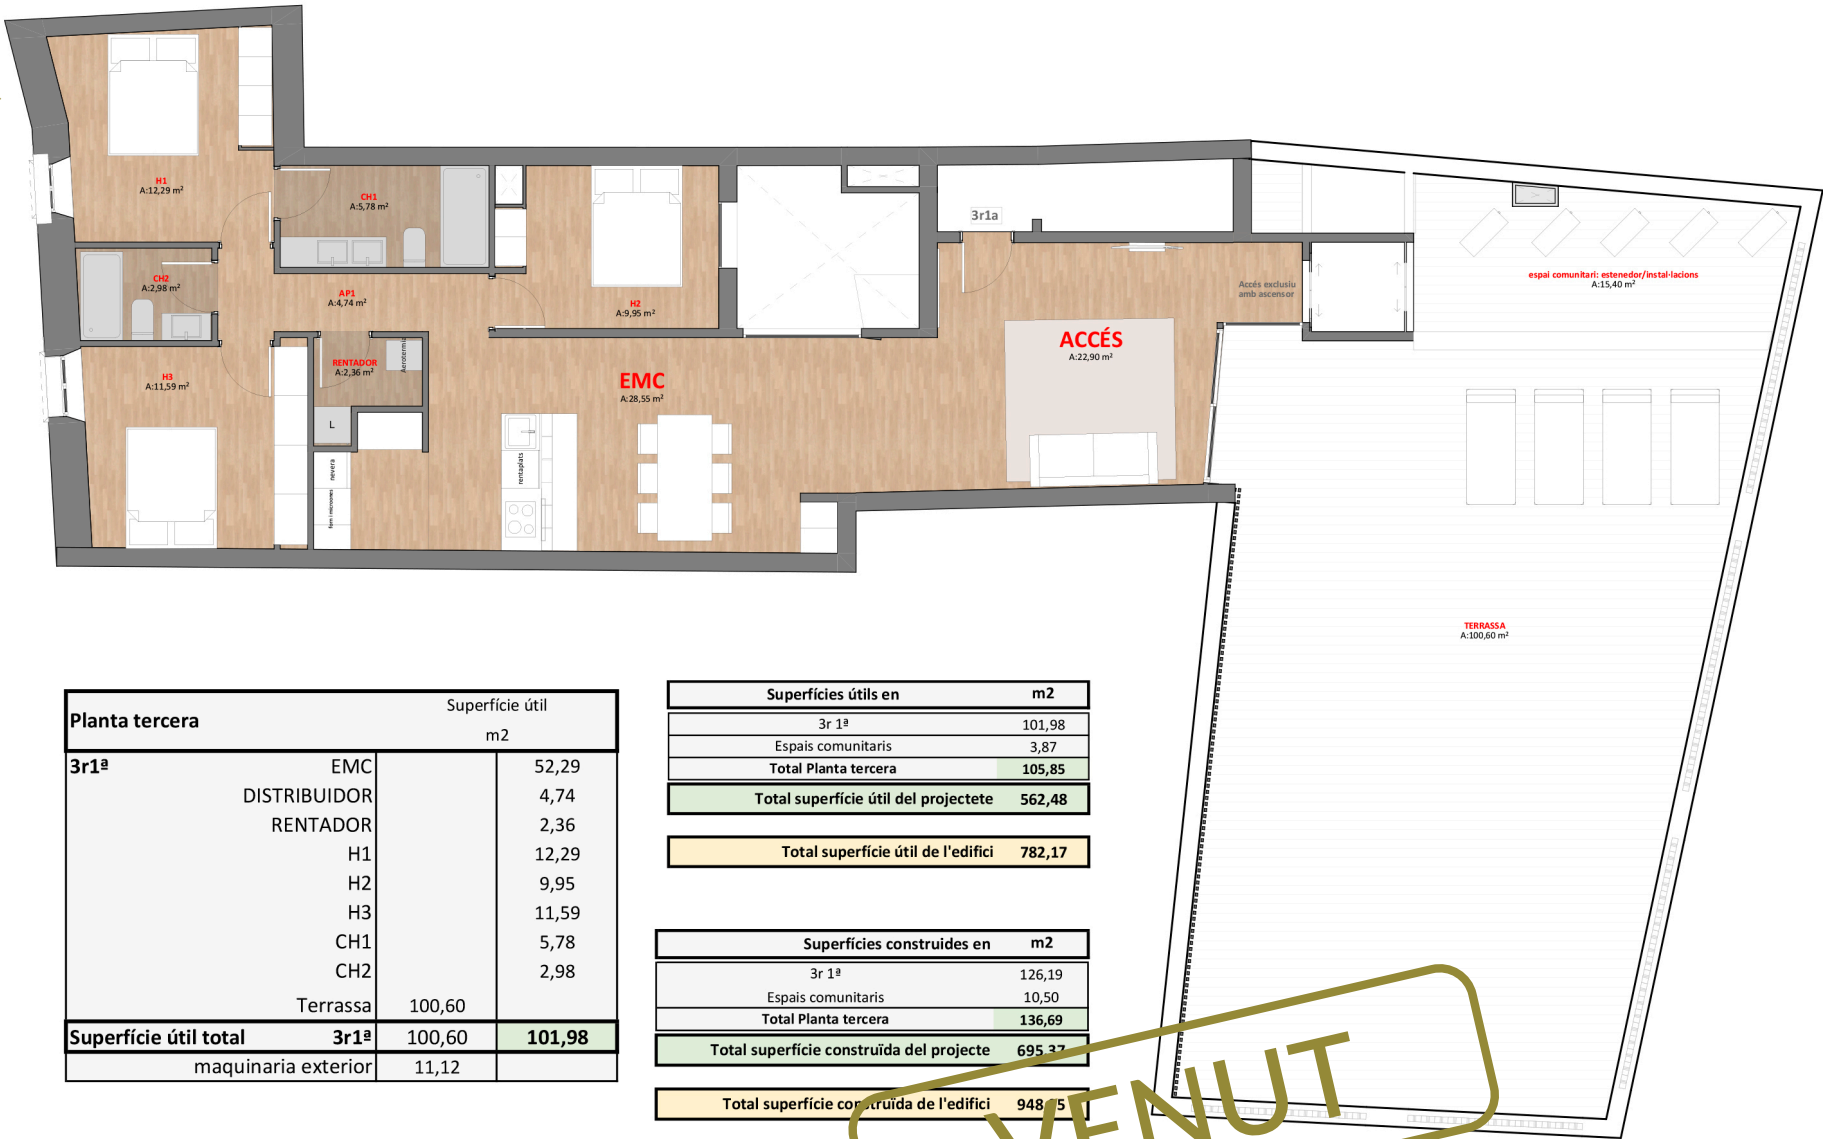 H1
A:12,29 m²
CH1
A:5,78 m²
CH2
A:2,98 m²
AP1
A:4,74 m²
H2
A:9,95 m²
3r1a
Accés exclusiu
amb ascensor
espai comunitari: estenedor/instal·lacions
A:15,40 m²
H3
A:11,59 m²
RENTADOR
A:2,36 m²
Aerotermia
L
nevera
forn i microones
rentaplats
EMC
A:28,55 m²
ACCÉS
A:22,90 m²
TERRASSA
A:100,60 m²
Planta tercera Superfície útil
m2
3r1ª EMC 52,29
DISTRIBUIDOR 4,74
RENTADOR 2,36
H1 12,29
H2 9,95
H3 11,59
CH1 5,78
CH2 2,98
Terrassa 100,60
Superfície útil total 3r1ª 100,60 101,98
maquinaria exterior 11,12
Superfícies útils en m2
3r 1ª 101,98
Espais comunitaris 3,87
Total Planta tercera 105,85
Total superfície útil del projectete 562,48
Total superfície útil de l'edifici 782,17
Superfícies construides en m2
3r 1ª 126,19
Espais comunitaris 10,50
Total Planta tercera 136,69
Total superfície construïda del projecte 695,37
Total superfície construïda de l'edifici
VENUT